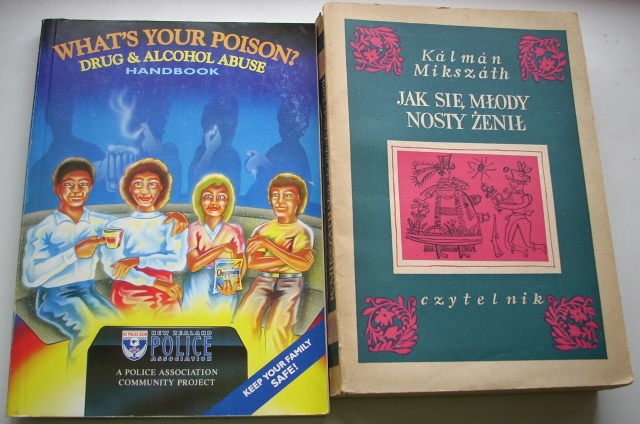 WHAT'S YOUR POISON?
DRUG & ALCOHOL ABUSE
HANDBOOK
NEW ZEALAND
POLICE
ASSOCIATION
A POLICE ASSOCIATION
COMMUNITY PROJECT
KEEP YOUR FAMILY
SAFE!
Kálmán
Mikszáth
JAK SIĘ MŁODY
NOSTY ŻENIŁ
czytelnik